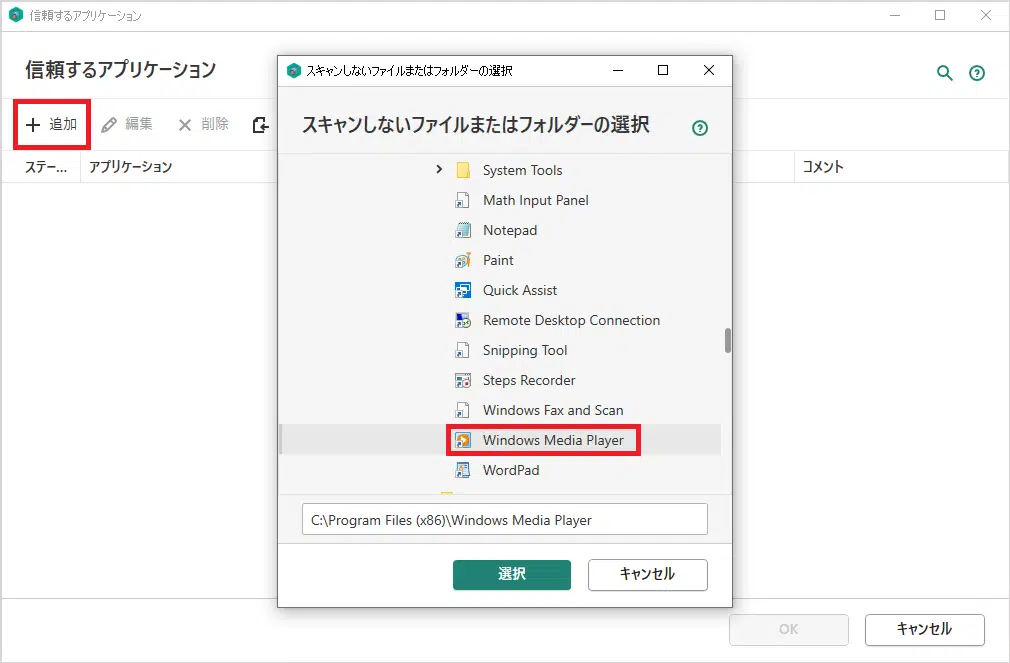 信頼するアプリケーション
信頼するアプリケーション
追加 編集 削除
ステー... アプリケーション コメント
スキャンしないファイルまたはフォルダーの選択
スキャンしないファイルまたはフォルダーの選択
System Tools
Math Input Panel
Notepad
Paint
Quick Assist
Remote Desktop Connection
Snipping Tool
Steps Recorder
Windows Fax and Scan
Windows Media Player
WordPad
C:\Program Files (x86)\Windows Media Player
選択 キャンセル
OK キャンセル